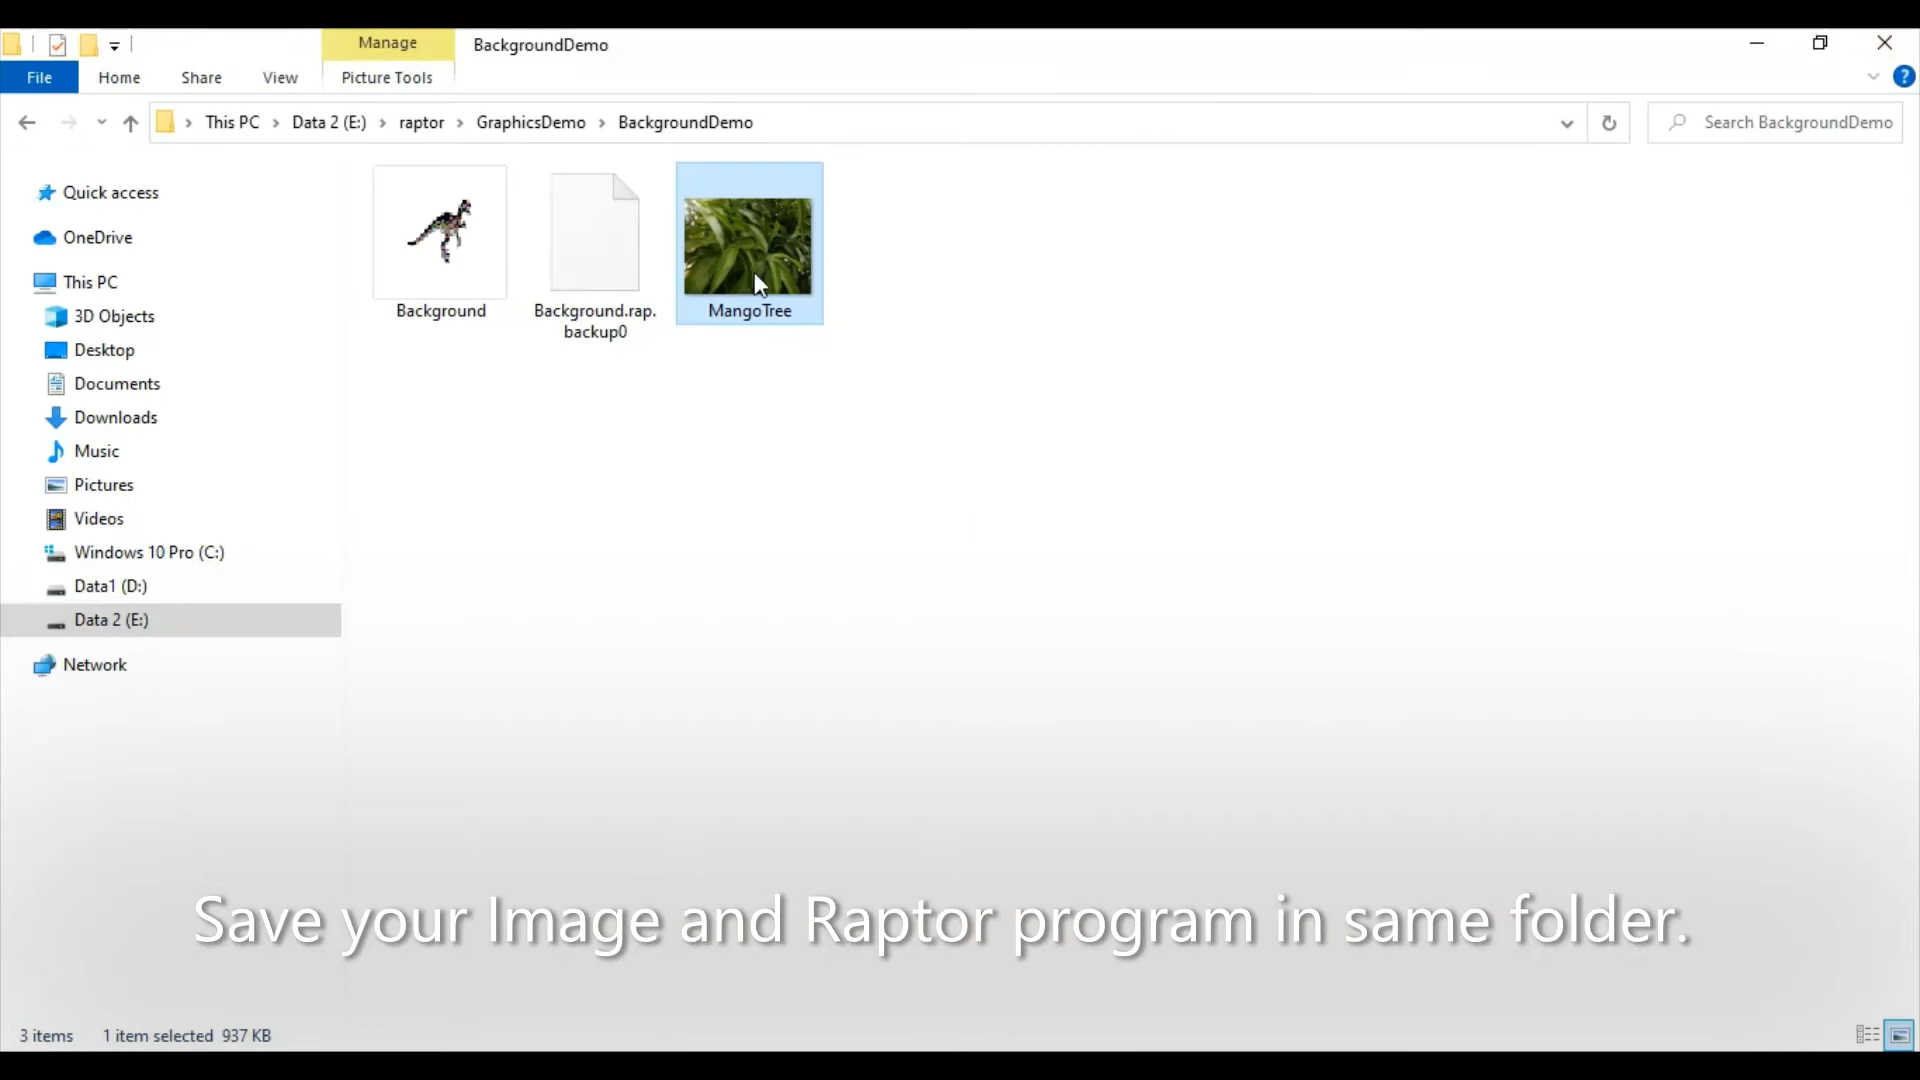 Manage
BackgroundDemo
File
Home
Share
View
Picture Tools
?
This PC
Data 2 (E:)
raptor
GraphicsDemo
BackgroundDemo
Search BackgroundDemo
Quick access
OneDrive
This PC
3D Objects
Desktop
Documents
Downloads
Music
Pictures
Videos
Windows 10 Pro (C:)
Data1 (D:)
Data 2 (E:)
Network
Background
Background.rap.
backup0
MangoTree
Save your Image and Raptor program in same folder.
3 items
1 item selected 937 KB